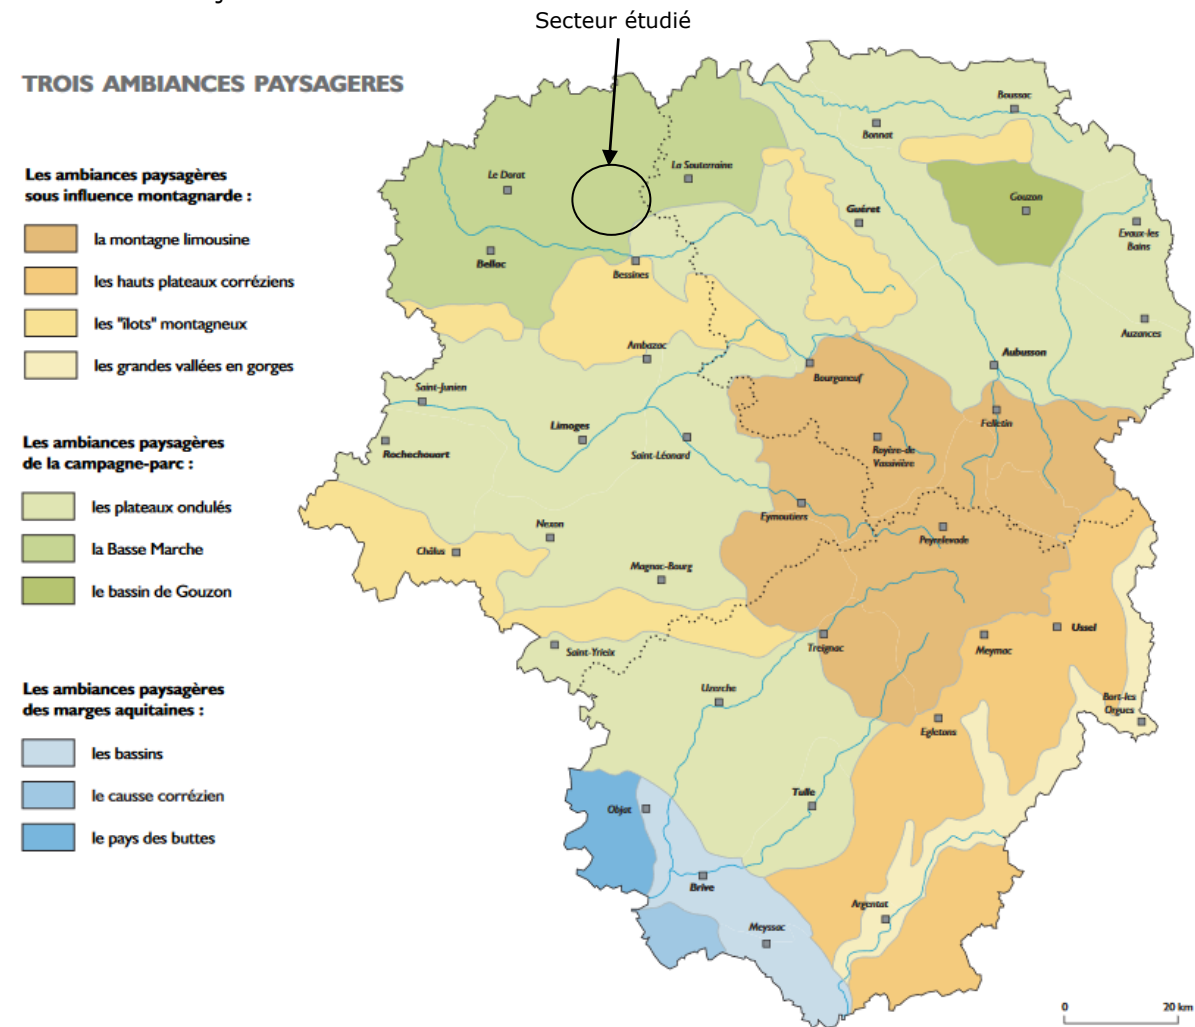 Secteur étudié
TROIS AMBIANCES PAYSAGERES
Les ambiances paysagères
sous influence montagnarde :
la montagne limousine
les hauts plateaux corréziens
les "îlots" montagneux
les grandes vallées en gorges
Les ambiances paysagères
de la campagne-parc :
les plateaux ondulés
la Basse Marche
le bassin de Gouzon
Les ambiances paysagères
des marges aquitaines :
les bassins
le causse corrézien
le pays des buttes
Boussac
Bonnat
La Souterraine
Le Dorat
Gouzon
Guéret
Evaux-les
Bains
Bellac
Bessines
Auzances
Ambazac
Aubusson
Bourganeuf
Saint-Junien
Felletin
Limoges
Rochechouart
Saint-Léonard
Royère-de
Vassivière
Eymoutiers
Nexon
Peyrelevade
Châlus
Magnac-Bourg
Ussel
Saint-Yrieix
Treignac
Meymac
Uzerche
Bort-les
Orgues
Egletons
Tulle
Objat
Brive
Argentat
Meyssac
0 20 km